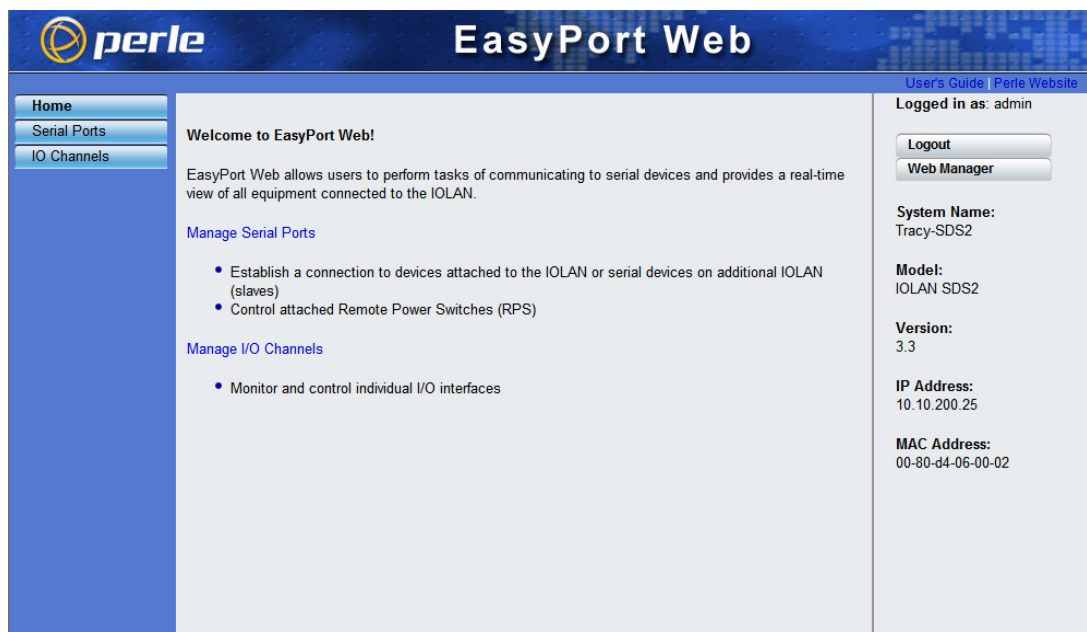 perle
EasyPort Web
User's Guide | Perle Website
Home
Serial Ports
IO Channels
Welcome to EasyPort Web!
EasyPort Web allows users to perform tasks of communicating to serial devices and provides a real-time
view of all equipment connected to the IOLAN.
Manage Serial Ports
• Establish a connection to devices attached to the IOLAN or serial devices on additional IOLAN
(slaves)
• Control attached Remote Power Switches (RPS)
Manage I/O Channels
• Monitor and control individual I/O interfaces
Logged in as: admin
Logout
Web Manager
System Name:
Tracy-SDS2
Model:
IOLAN SDS2
Version:
3.3
IP Address:
10.10.200.25
MAC Address:
00-80-d4-06-00-02